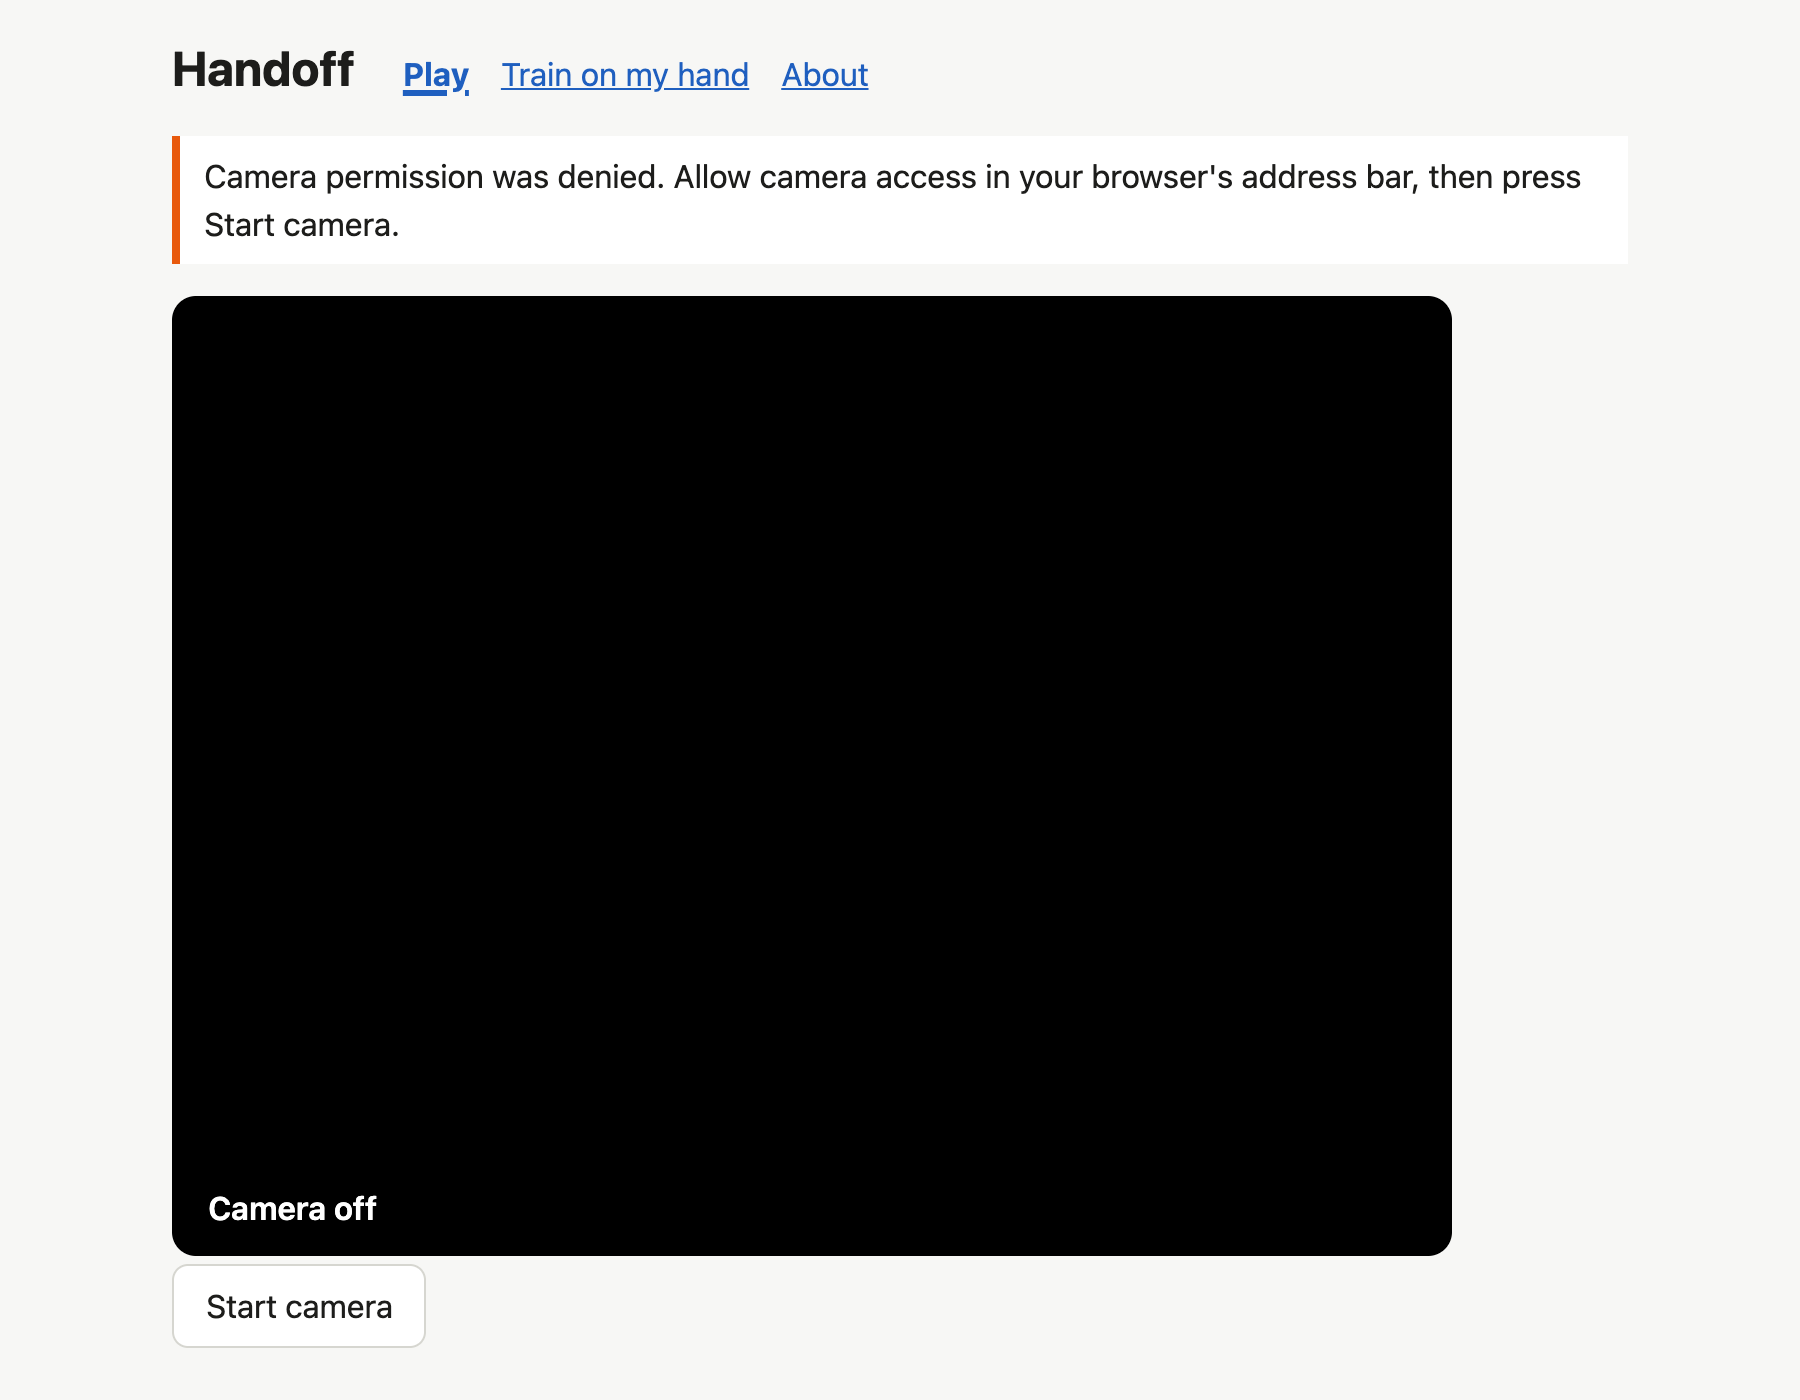 Handoff Play Train on my hand About
Camera permission was denied. Allow camera access in your browser's address bar, then press
Start camera.
Camera off
Start camera